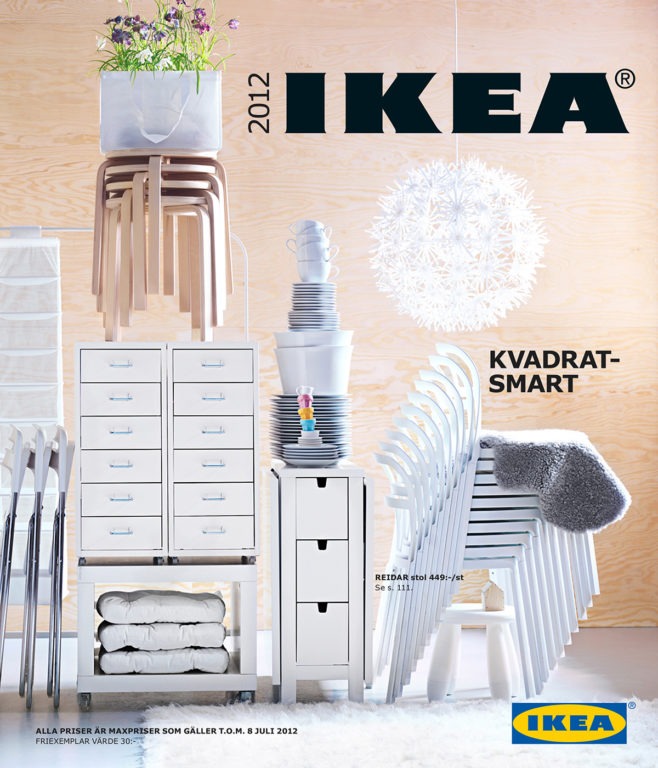 2012
IKEA®
KVADRAT-
SMART
REIDAR stol 449:-/st
Se s. 111.
ALLA PRISER ÄR MAXPRISER SOM GÄLLER T.O.M. 8 JULI 2012
FRIEXEMPLAR VÄRDE 30:-
IKEA®